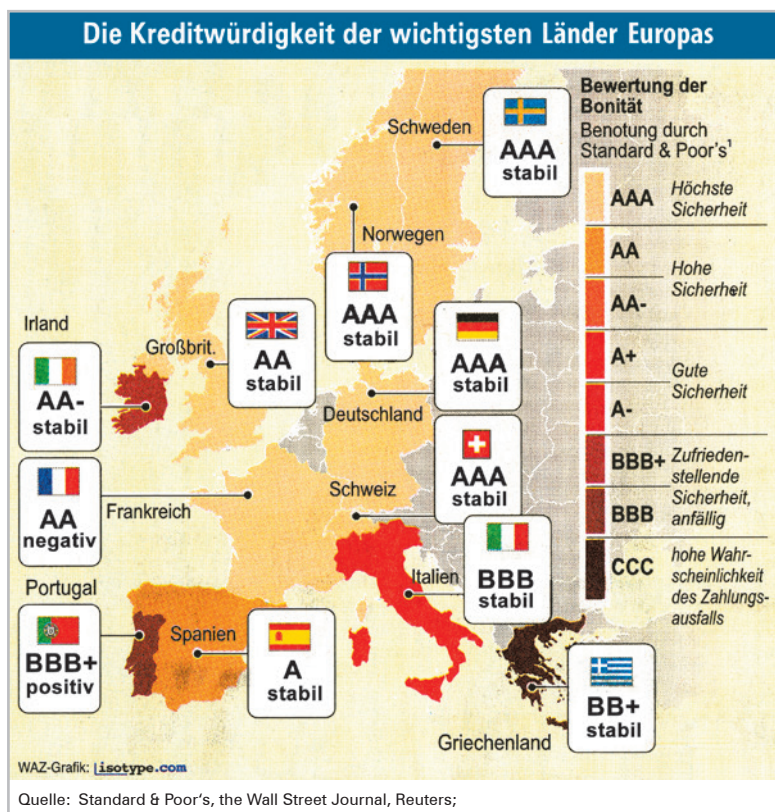 Die Kreditwürdigkeit der wichtigsten Länder Europas
Schweden
AAA
stabil
Norwegen
AAA
stabil
Irland
AA-
stabil
Großbrit.
AA
stabil
AAA
stabil
Deutschland
Frankreich
AA
negativ
Schweiz
AAA
stabil
Italien
BBB
stabil
Portugal
BBB+
positiv
Spanien
A
stabil
Griechenland
BB+
stabil
Bewertung der
Bonität
Benotung durch
Standard & Poor's¹
AAA Höchste
Sicherheit
AA
Hohe
AA- Sicherheit
A+
Gute
Sicherheit
A-
BBB+ Zufrieden-
stellende
Sicherheit,
BBB anfällig
CCC hohe Wahr-
scheinlichkeit
des Zahlungs-
ausfalls
WAZ-Grafik: isotype.com
Quelle: Standard & Poor's, the Wall Street Journal, Reuters;